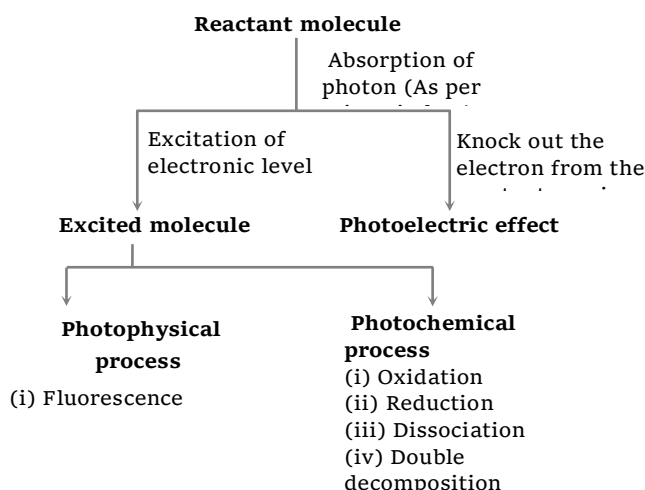 Reactant molecule
Absorption of
photon (As per
Excitation of
electronic level
Knock out the
electron from the
Excited molecule
Photoelectric effect
Photophysical
process
(i) Fluorescence
Photochemical
process
(i) Oxidation
(ii) Reduction
(iii) Dissociation
(iv) Double
decomposition